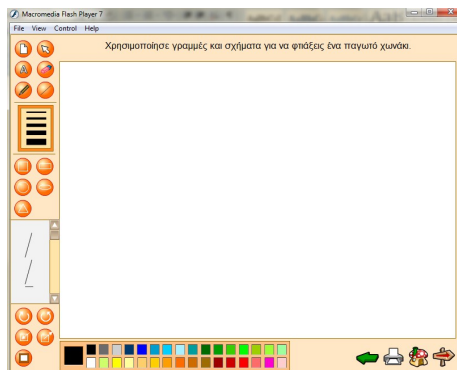 Macromedia Flash Player 7
File View Control Help
Χρησιμοποίησε γραμμές και σχήματα για να φτιάξεις ένα παγωτό χωνάκι.
A